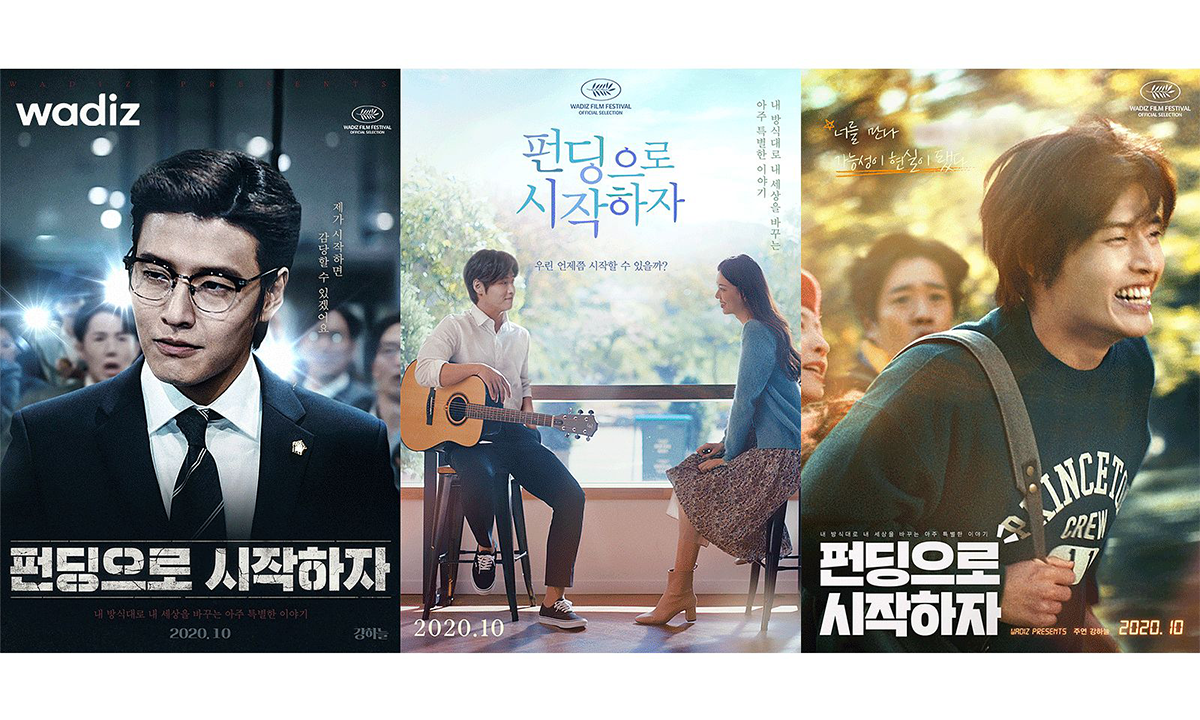 WADIZ PRESENTS
wadiz
WADIZ FILM FESTIVAL
OFFICIAL SELECTION
제가 시작하면
감당할 수 있겠어요
펀딩으로 시작하자
내 방식대로 내 세상을 바꾸는 아주 특별한 이야기
2020.10
강하늘
WADIZ FILM FESTIVAL
OFFICIAL SELECTION
내 방식대로 내 세상을 바꾸는
아주 특별한 이야기
펀딩으로
시작하자
우린 언제쯤 시작할 수 있을까?
2020.10
WADIZ FILM FESTIVAL
OFFICIAL SELECTION
너를 만나
가능성이 현실이 됐다...
PRINCETON
CREW
내 방식대로 내 세상을 바꾸는 아주 특별한 이야기
펀딩으로
시작하자
WADIZ PRESENTS 주연 강하늘 2020.10